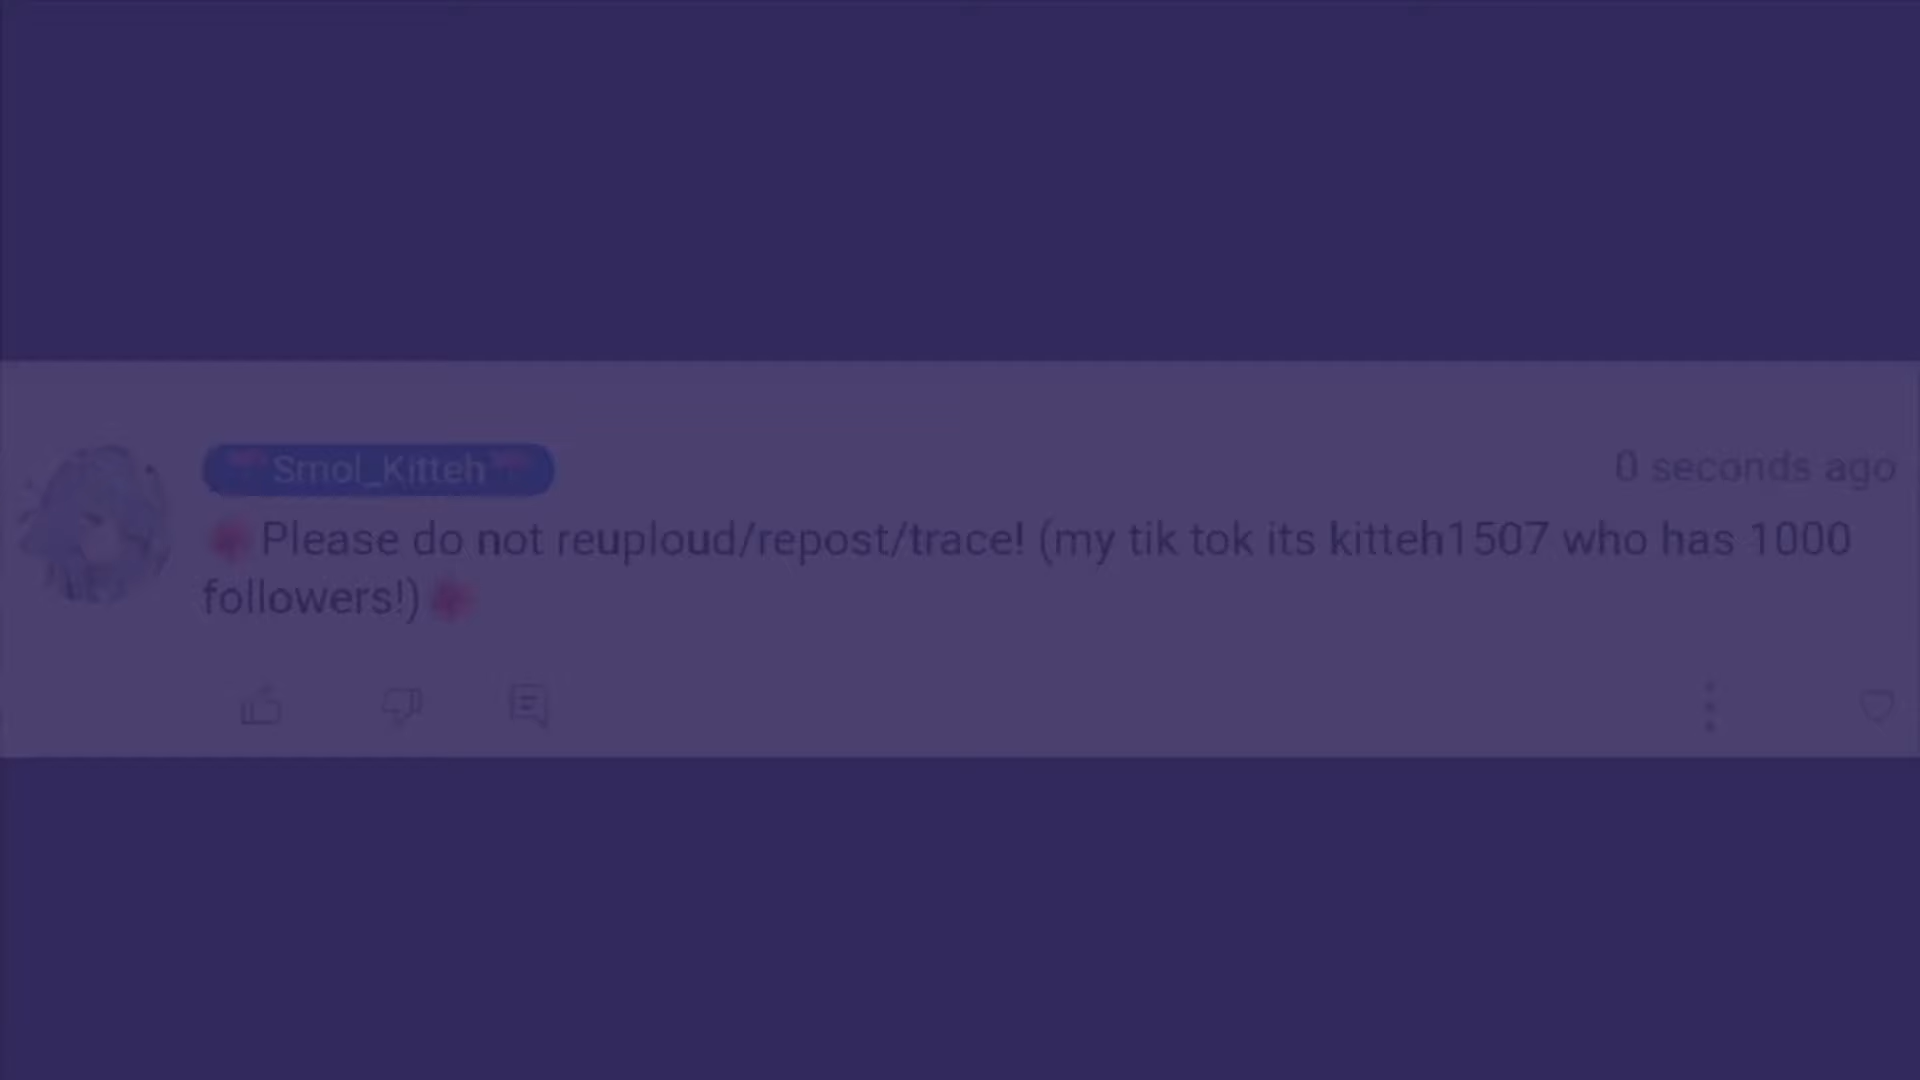 Smol_Kitteh
0 seconds ago
Please do not reuploud/repost/trace! (my tik tok its kitteh1507 who has 1000
followers!)